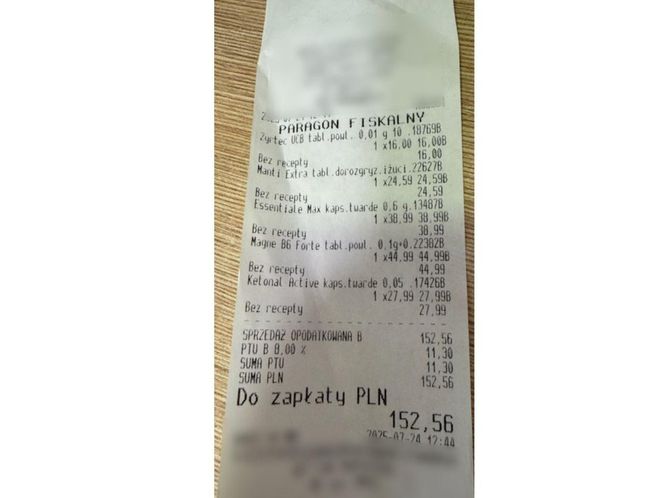 PARAGON FISKALNY
Zyrtec UCB tabl.powl. 0,01 g 10 .18769B
1 x16,00 16,00B
16,00
Bez recepty
Manti Extra tabl.dorozgryz.iżuci.22627B
1 x24,59 24,59B
24,59
Bez recepty
Essentiale Max kaps.twarde 0,6 g.13487B
1 x38,99 38,99B
38,99
Bez recepty
Magne B6 Forte tabl.powl. 0,1g+0.22382B
1 x44,99 44,99B
44,99
Bez recepty
Ketonal Active kaps.twarde 0,05 .17426B
1 x27,99 27,99B
27,99
Bez recepty
SPRZEDAŻ OPODATKOWANA B 152,56
PTU B 8,00 % 11,30
SUMA PTU 11,30
SUMA PLN 152,56
Do zapłaty PLN
152,56
2025-07-24 12:44